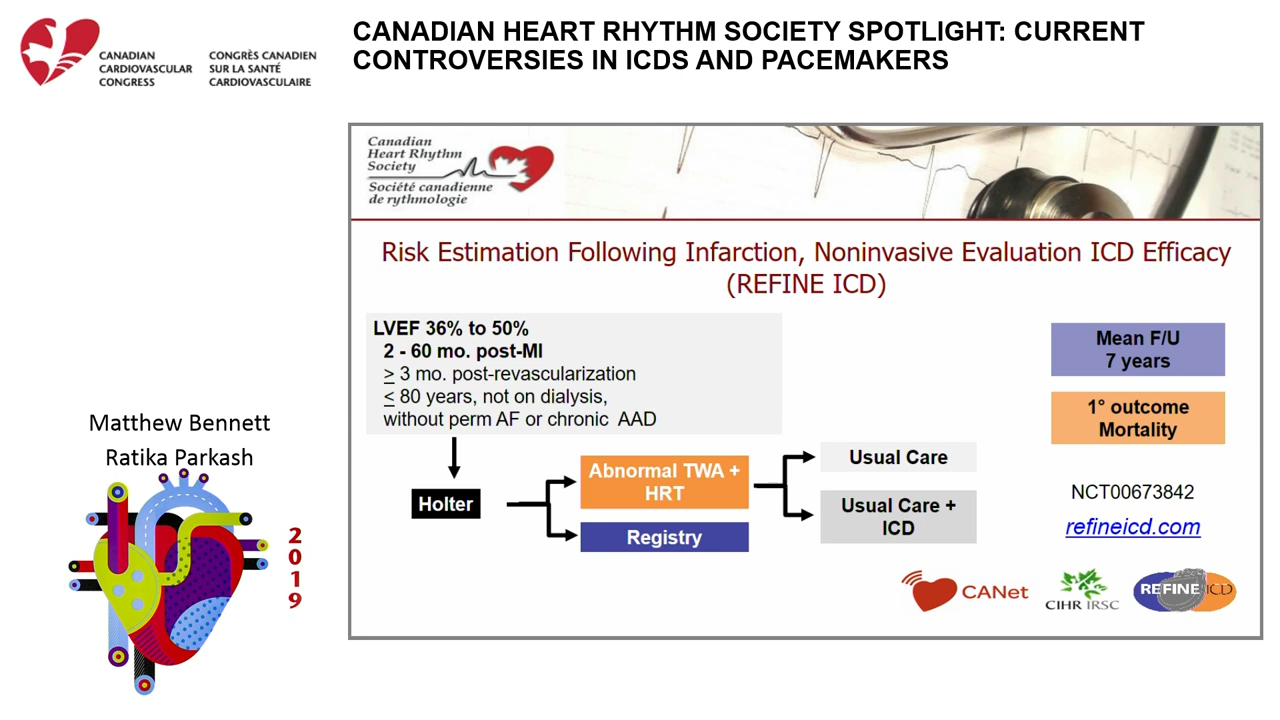 CANADIAN
CARDIOVASCULAR
CONGRESS
CONGRÈS CANADIEN
SUR LA SANTÉ
CARDIOVASCULAIRE
CANADIAN HEART RHYTHM SOCIETY SPOTLIGHT: CURRENT
CONTROVERSIES IN ICDS AND PACEMAKERS
Canadian
Heart Rhythm
Society
Société canadienne
de rythmologie
Risk Estimation Following Infarction, Noninvasive Evaluation ICD Efficacy
(REFINE ICD)
LVEF 36% to 50%
2 - 60 mo. post-MI
≥ 3 mo. post-revascularization
≤ 80 years, not on dialysis,
without perm AF or chronic AAD
Mean F/U
7 years
1° outcome
Mortality
Holter
Abnormal TWA +
HRT
Registry
Usual Care
Usual Care +
ICD
NCT00673842
refineicd.com
CANet
CIHR IRSC
REFINE ICD
Matthew Bennett
Ratika Parkash
2
0
1
9